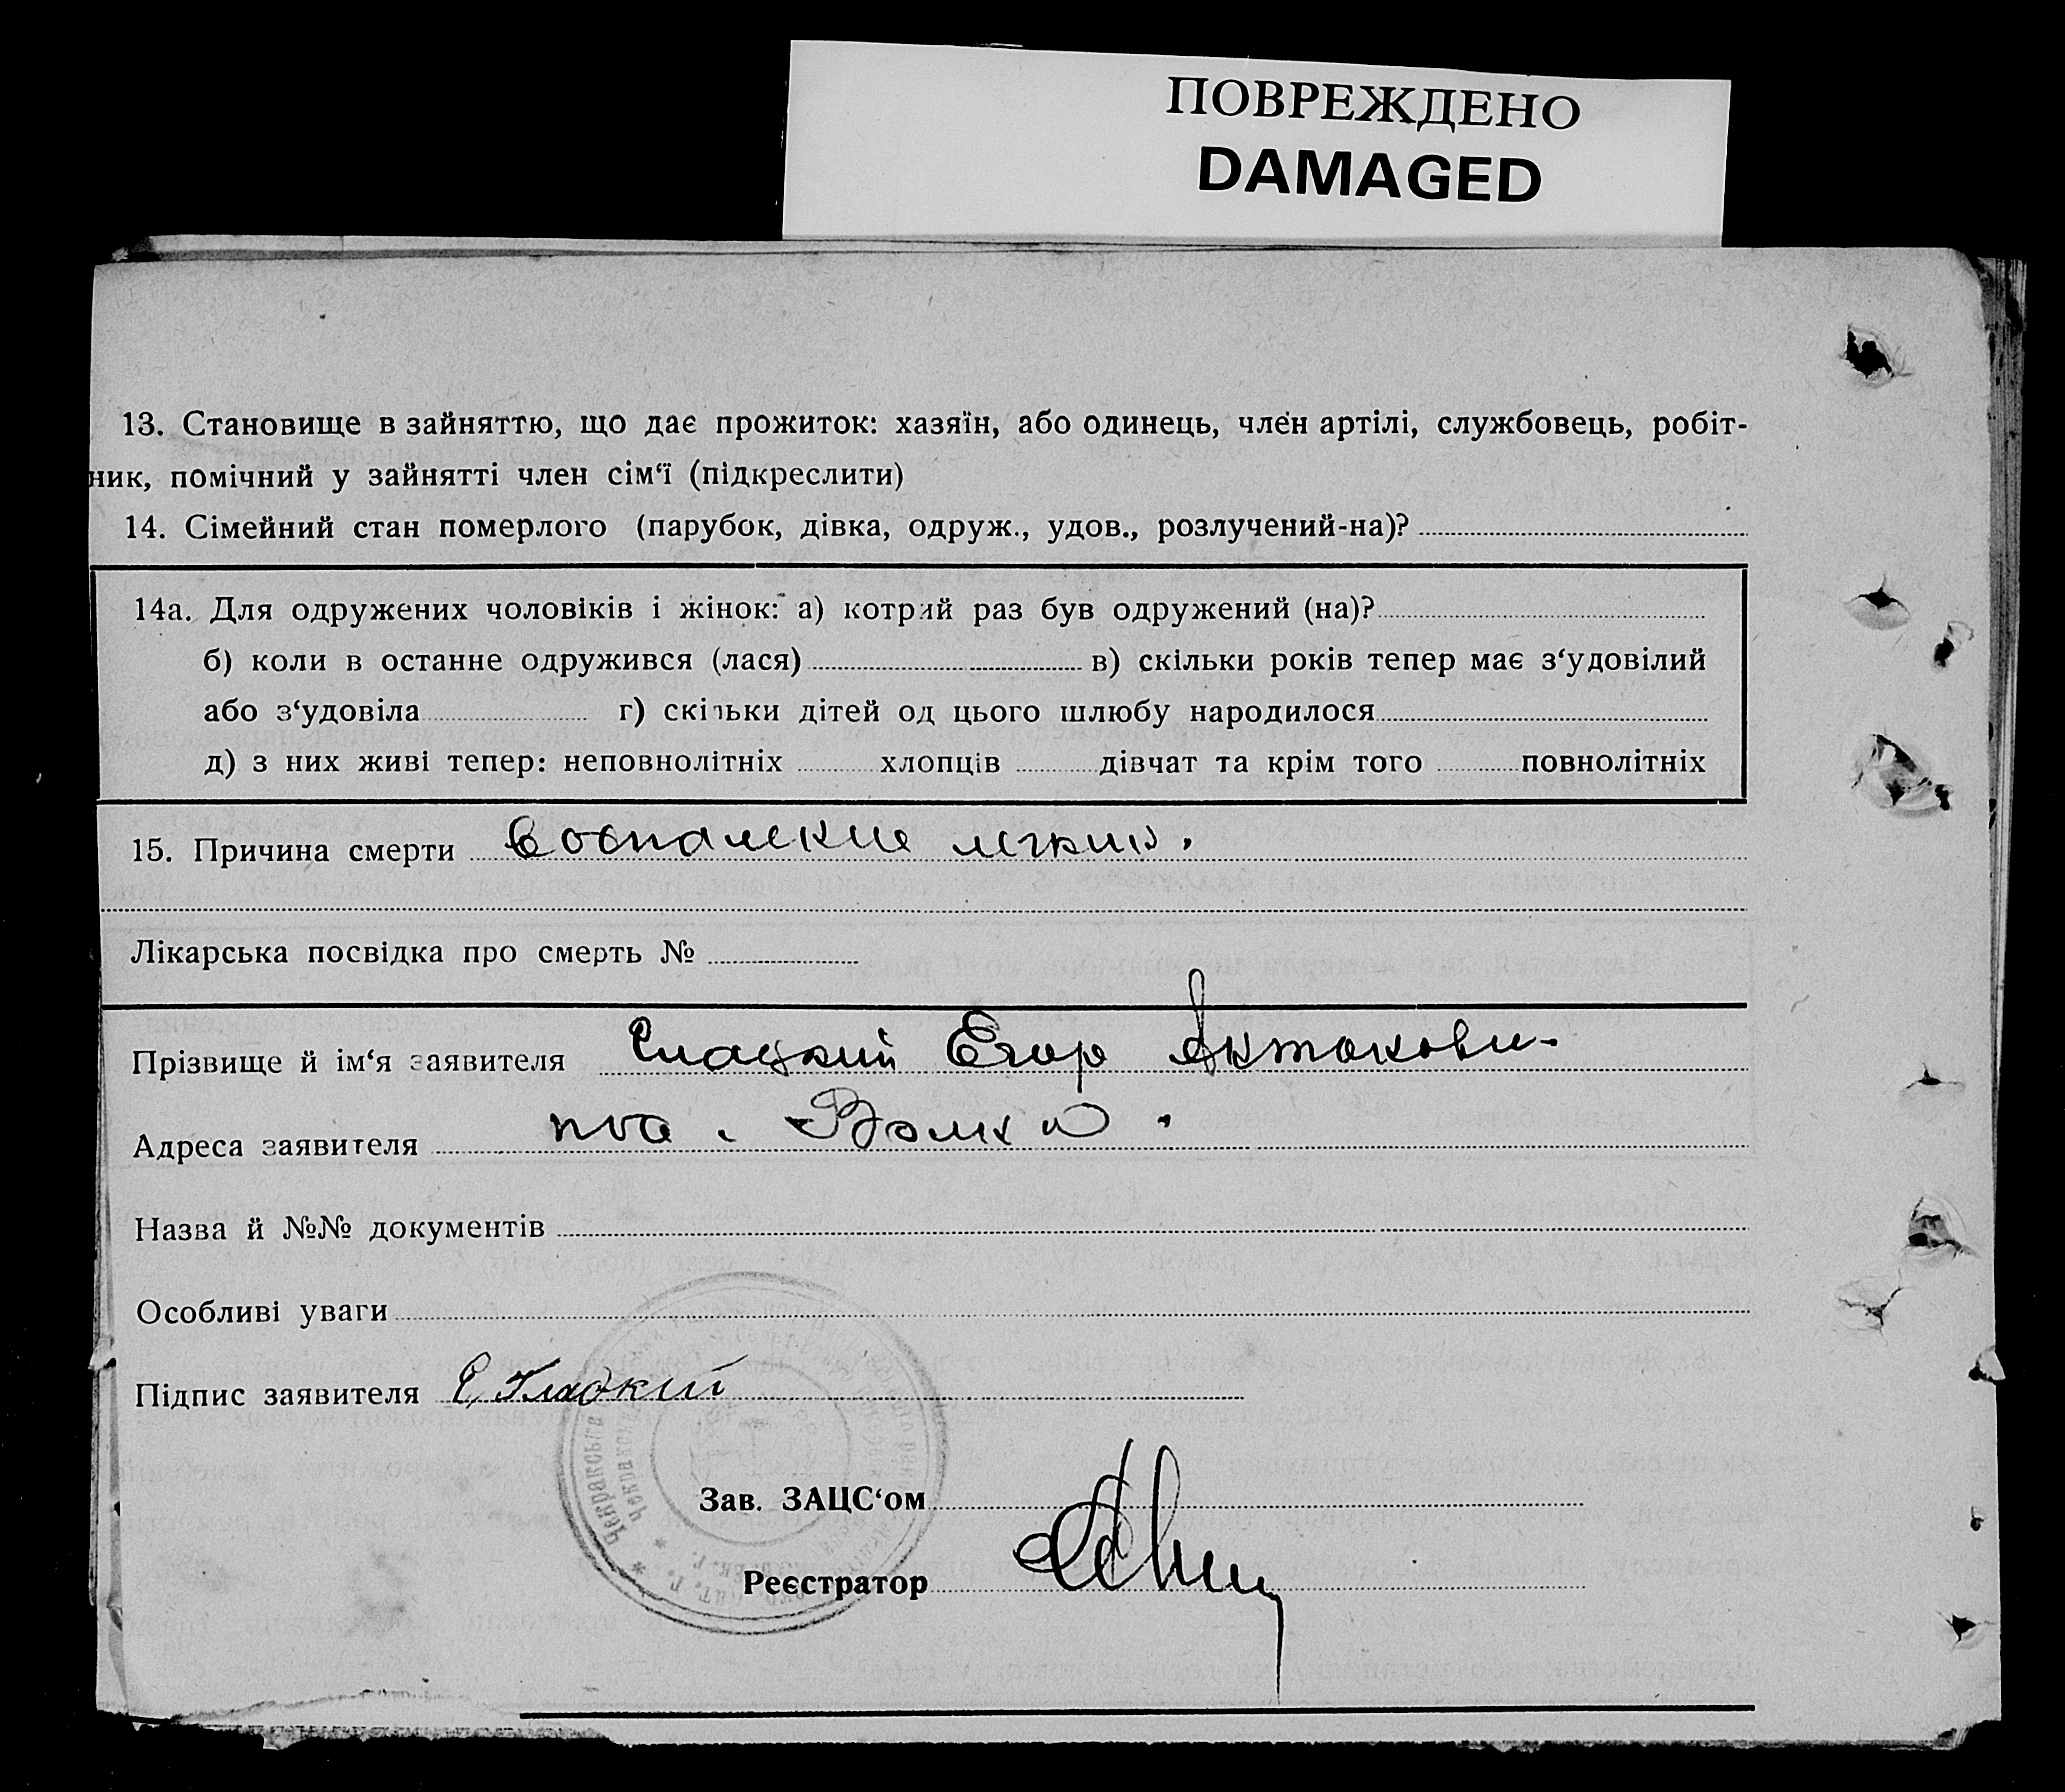 ПОВРЕЖДЕНО
DAMAGED
13. Становище в зайняттю, що дає прожиток: хазяїн, або одинець, член артілі, службовець, робіт-
ник, помічний у зайнятті член сім‘ї (підкреслити)
14. Сімейний стан померлого (парубок, дівка, одруж., удов., розлучений-на)?
14а. Для одружених чоловіків і жінок: а) котрий раз був одружений (на)?
б) коли в останне одружився (лася) в) скільки років тепер має з‘удовілий
або з‘удовіла г) скільки дітей од цього шлюбу народилося
д) з них живі тепер: неповнолітніх хлопців дівчат та крім того повнолітніх
15. Причина смерти воспаление легких.
Лікарська посвідка про смерть №
Прізвище й ім‘я заявителя Егор Антонови-
Адреса заявителя
Назва й №№ документів
Особливі уваги
Підпис заявителя Е, Гладкий
Зав. ЗАЦС‘ом
Реєстратор